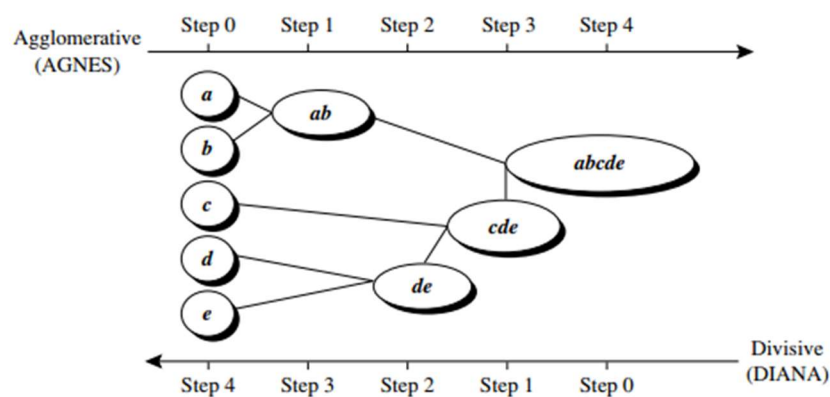 Step 0 Step 1 Step 2 Step 3 Step 4
Agglomerative
(AGNES)
a
ab
b
abcde
c
cde
d
de
e
Divisive
(DIANA)
Step 4 Step 3 Step 2 Step 1 Step 0